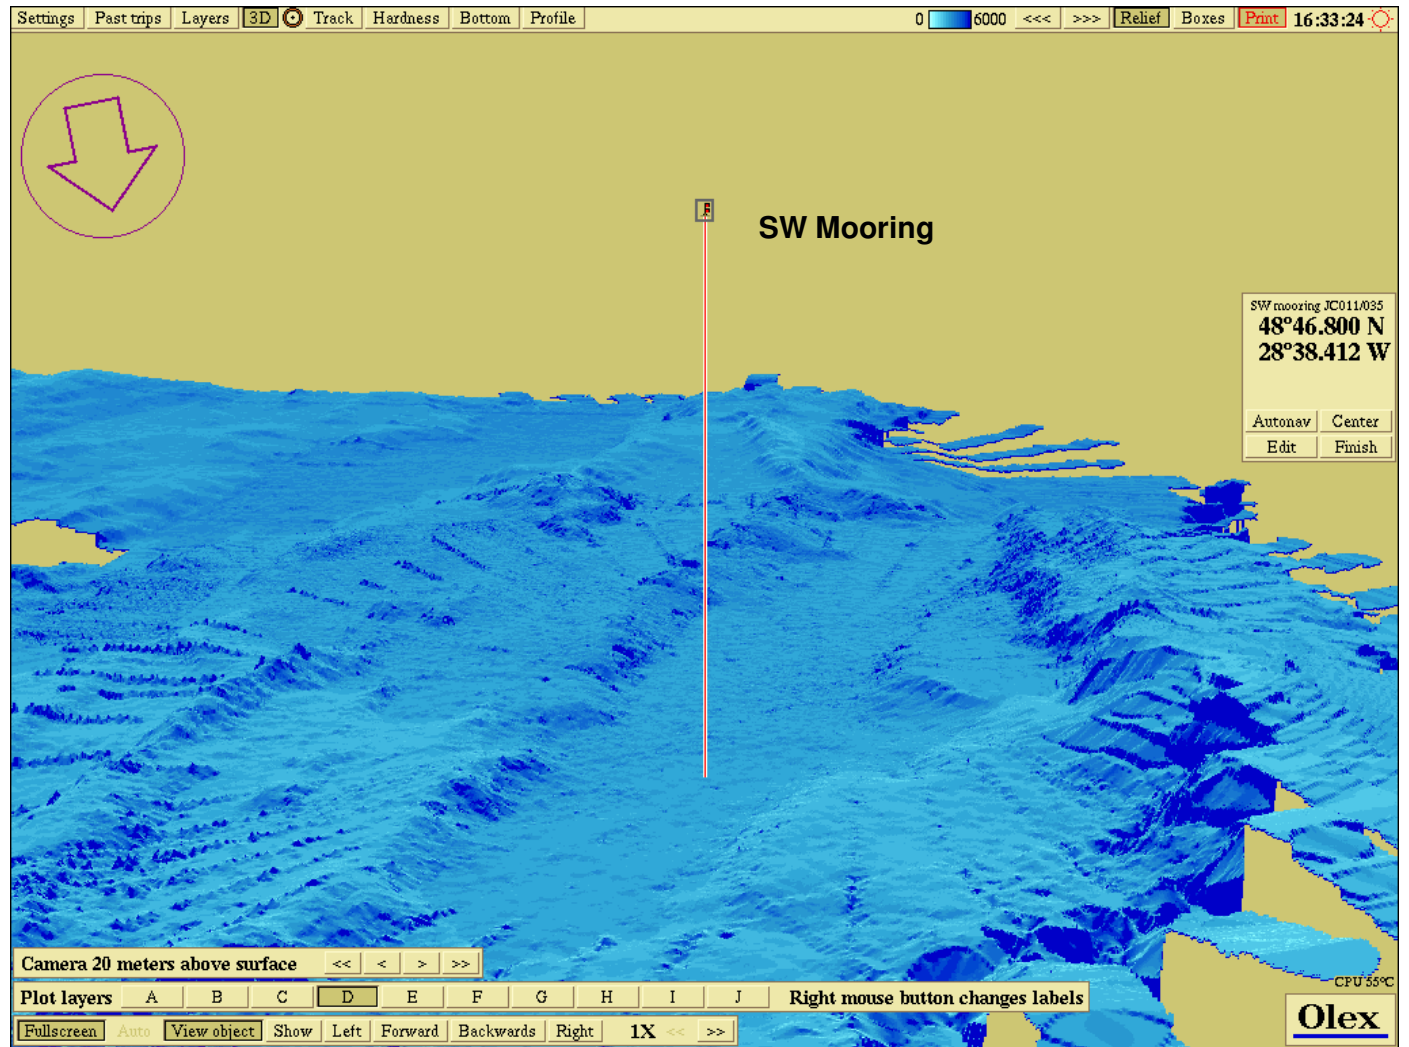 Settings Past trips Layers 3D Track Hardness Bottom Profile 0 6000 <<< >>> Relief Boxes Print 16:33:24
SW Mooring
SW mooring JC011/035
48°46.800 N
28°38.412 W
Autonav Center
Edit Finish
Camera 20 meters above surface << < > >>
CPU 55°C
Plot layers A B C D E F G H I J Right mouse button changes labels
Fullscreen Auto View object Show Left Forward Backwards Right 1X << >>
Olex